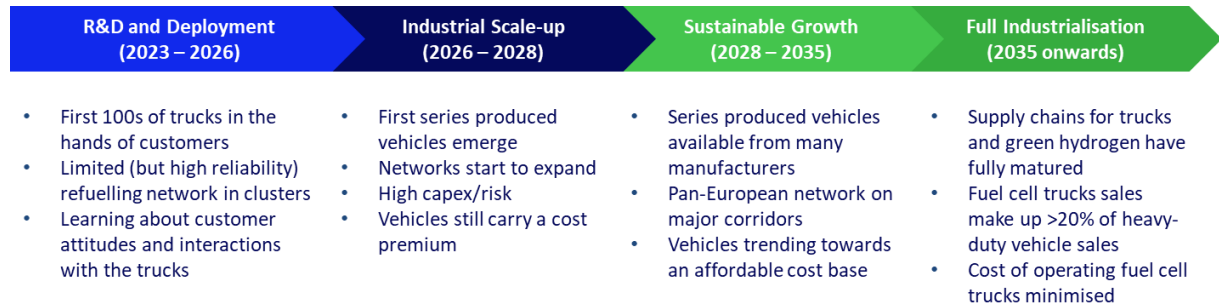 R&D and Deployment
(2023 – 2026)
Industrial Scale-up
(2026 – 2028)
Sustainable Growth
(2028 – 2035)
Full Industrialisation
(2035 onwards)
• First 100s of trucks in the
hands of customers
• Limited (but high reliability)
refuelling network in clusters
• Learning about customer
attitudes and interactions
with the trucks
• First series produced
vehicles emerge
• Networks start to expand
• High capex/risk
• Vehicles still carry a cost
premium
• Series produced vehicles
available from many
manufacturers
• Pan-European network on
major corridors
• Vehicles trending towards
an affordable cost base
• Supply chains for trucks
and green hydrogen have
fully matured
• Fuel cell trucks sales
make up >20% of heavy-
duty vehicle sales
• Cost of operating fuel cell
trucks minimised